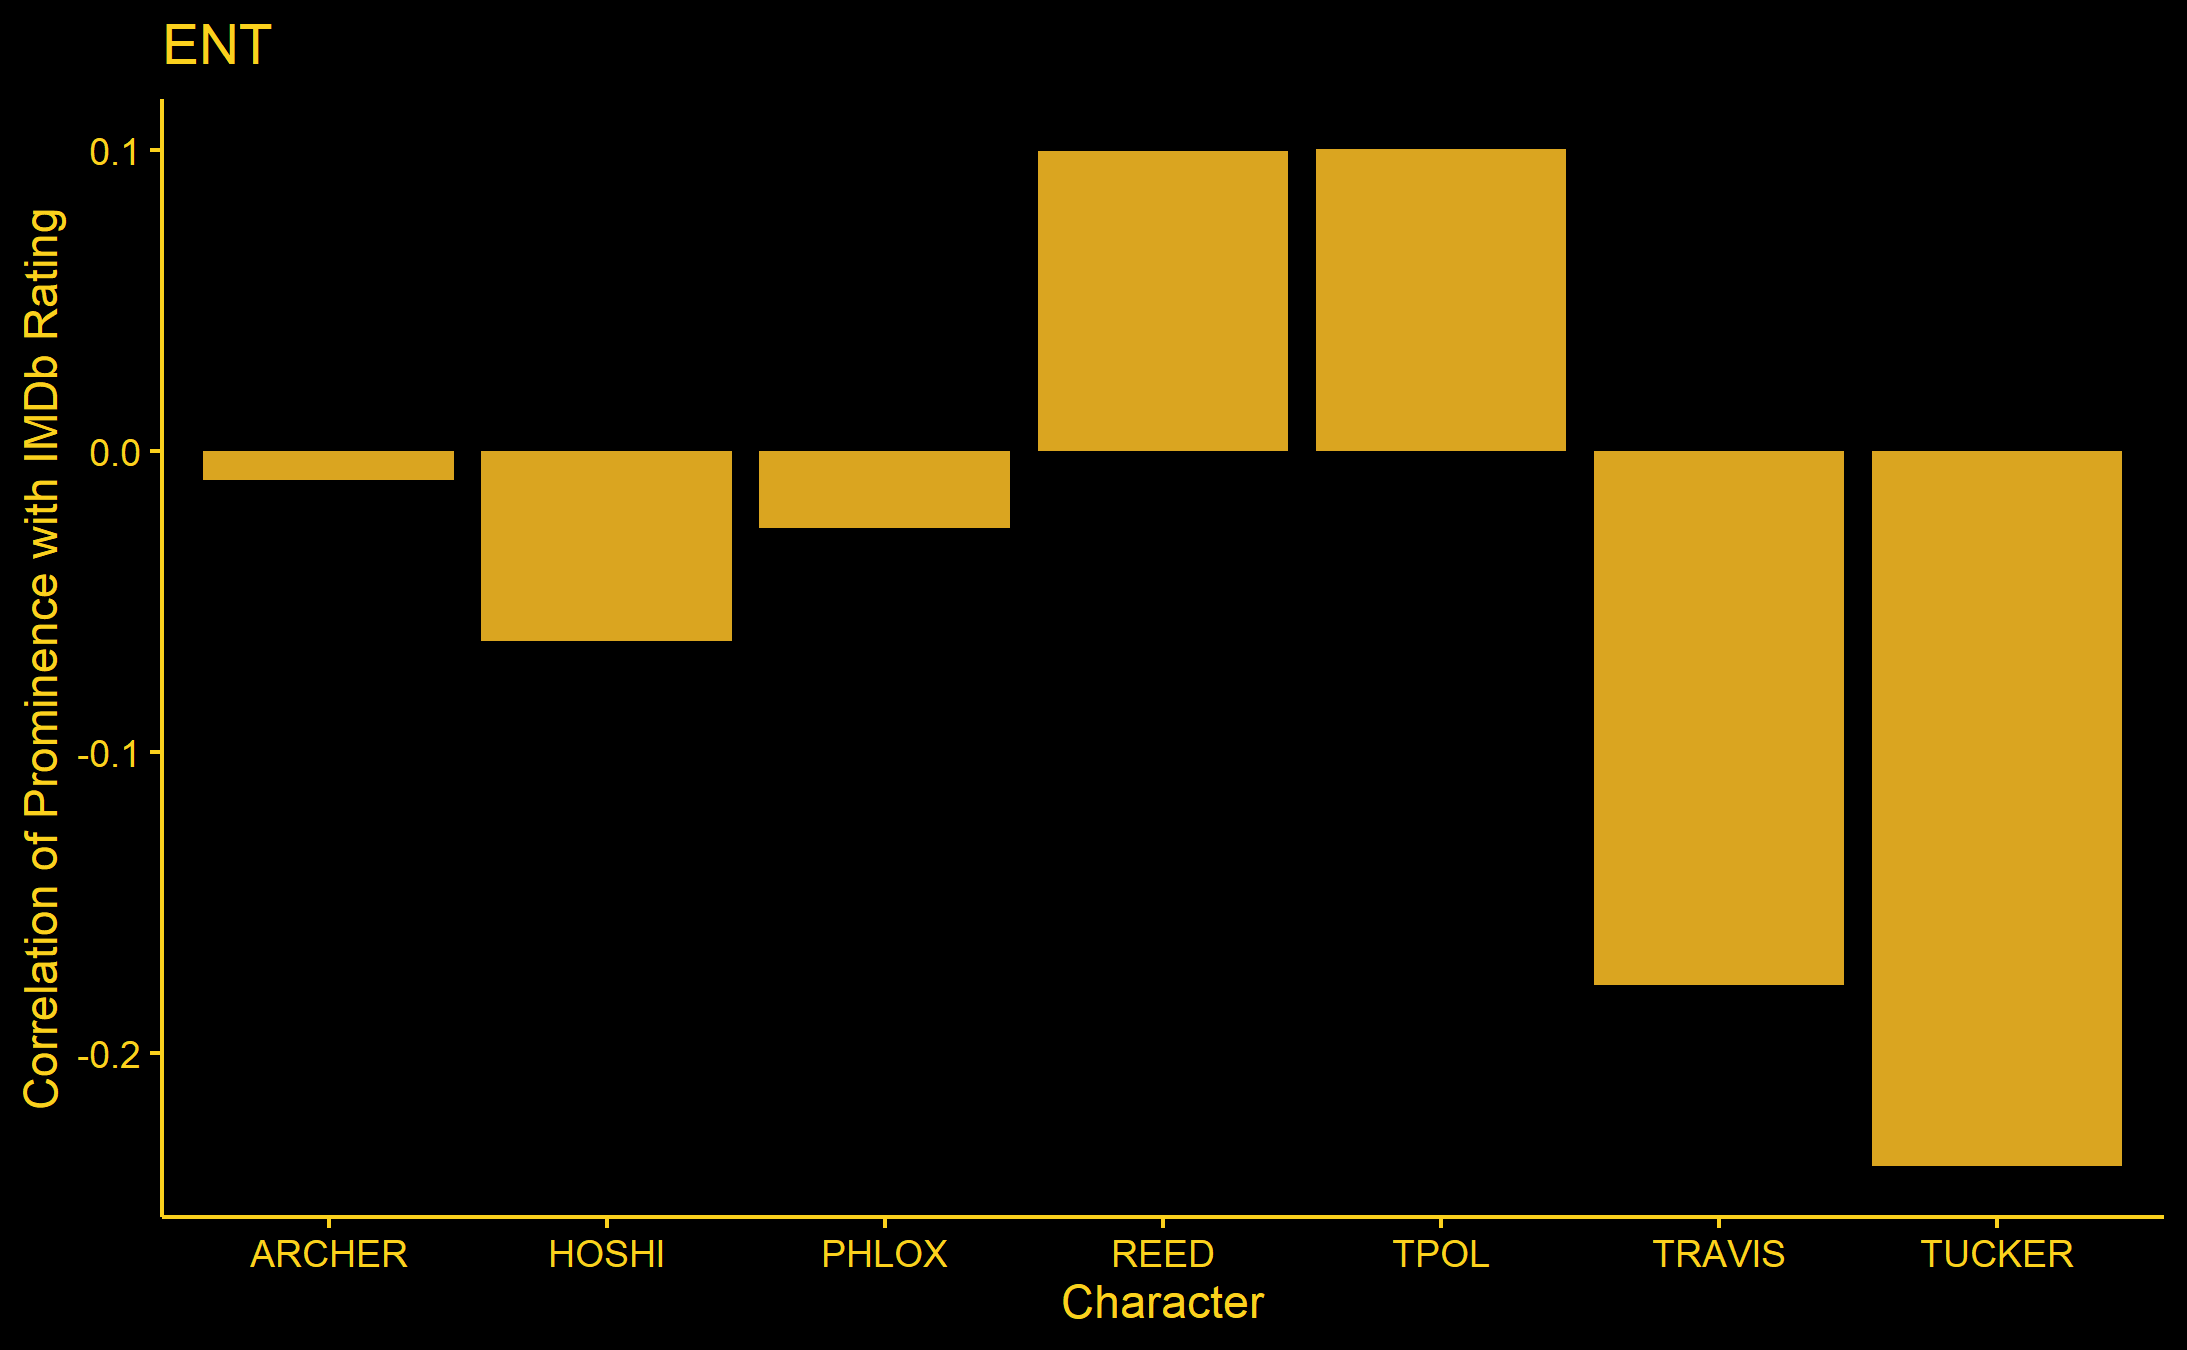 ENT
Correlation of Prominence with IMDb Rating
0.1
0.0
-0.1
-0.2
ARCHER HOSHI PHLOX REED TPOL TRAVIS TUCKER
Character